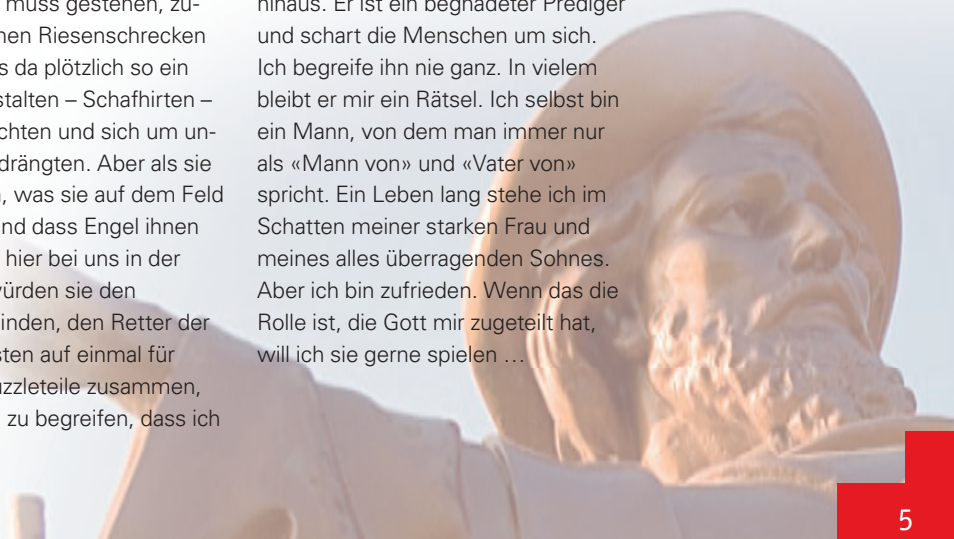 muss gestehen, zu-
nen Riesenschrecken
s da plötzlich so ein
stalten – Schafhirten –
chten und sich um un-
drängten. Aber als sie
, was sie auf dem Feld
nd dass Engel ihnen
hier bei uns in der
würden sie den
inden, den Retter der
sten auf einmal für
uzzleteile zusammen,
zu begreifen, dass ich
hinaus. Er ist ein begnadeter Prediger
und schart die Menschen um sich.
Ich begreife ihn nie ganz. In vielem
bleibt er mir ein Rätsel. Ich selbst bin
ein Mann, von dem man immer nur
als «Mann von» und «Vater von»
spricht. Ein Leben lang stehe ich im
Schatten meiner starken Frau und
meines alles überragenden Sohnes.
Aber ich bin zufrieden. Wenn das die
Rolle ist, die Gott mir zugeteilt hat,
will ich sie gerne spielen …
5